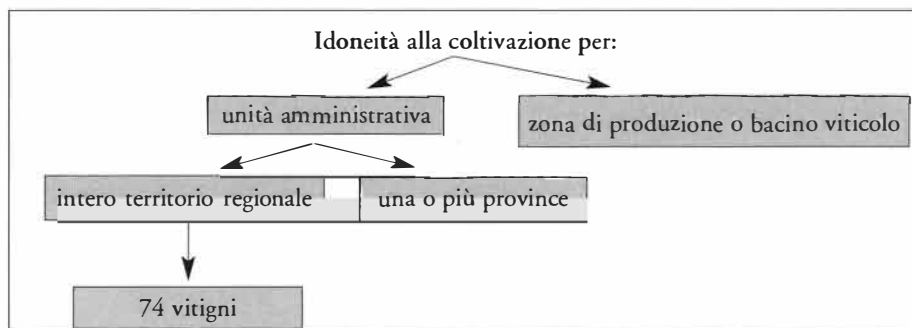 Idoneità alla coltivazione per:
unità amministrativa
zona di produzione o bacino viticolo
intero territorio regionale
una o più province
74 vitigni